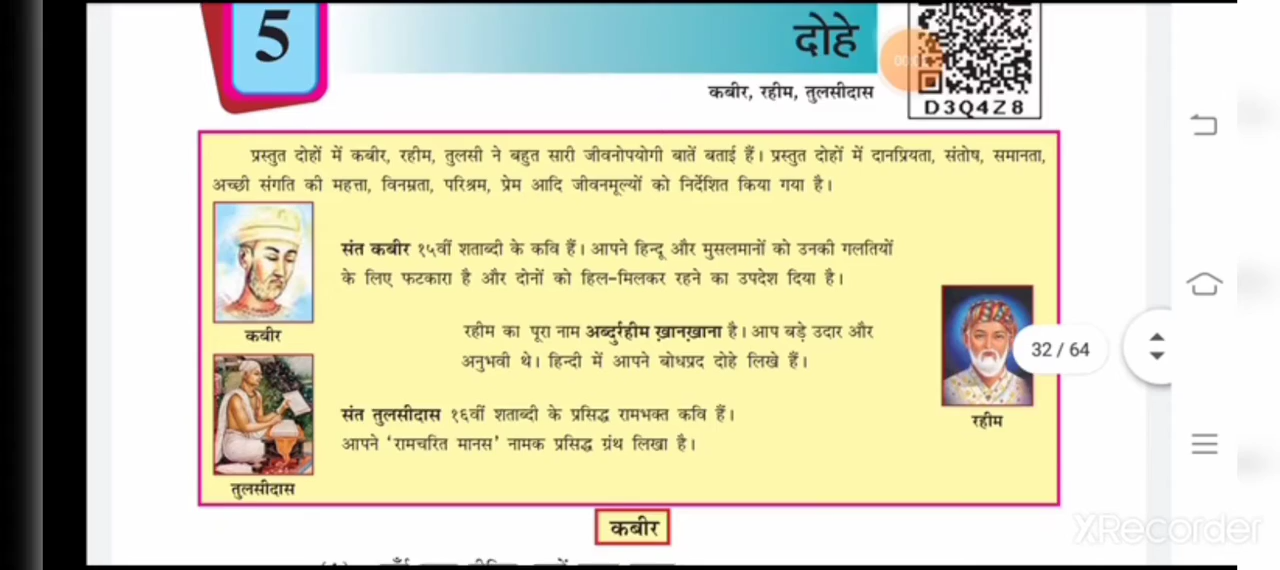 5
दोहे
कबीर, रहीम, तुलसीदास
D3Q4Z8
प्रस्तुत दोहों में कबीर, रहीम, तुलसी ने बहुत सारी जीवनोपयोगी बातें बताई हैं। प्रस्तुत दोहों में दानप्रियता, संतोष, समानता,
अच्छी संगति की महत्ता, विनम्रता, परिश्रम, प्रेम आदि जीवनमूल्यों को निर्देशित किया गया है।
संत कबीर १५वीं शताब्दी के कवि हैं। आपने हिन्दू और मुसलमानों को उनकी गलतियों
के लिए फटकारा है और दोनों को हिल-मिलकर रहने का उपदेश दिया है।
कबीर
रहीम का पूरा नाम अब्दुर्रहीम ख़ानख़ाना है। आप बड़े उदार और
अनुभवी थे। हिन्दी में आपने बोधप्रद दोहे लिखे हैं।
32 / 64
रहीम
संत तुलसीदास १६वीं शताब्दी के प्रसिद्ध रामभक्त कवि हैं।
आपने ‘रामचरित मानस’ नामक प्रसिद्ध ग्रंथ लिखा है।
तुलसीदास
कबीर
XRecorder